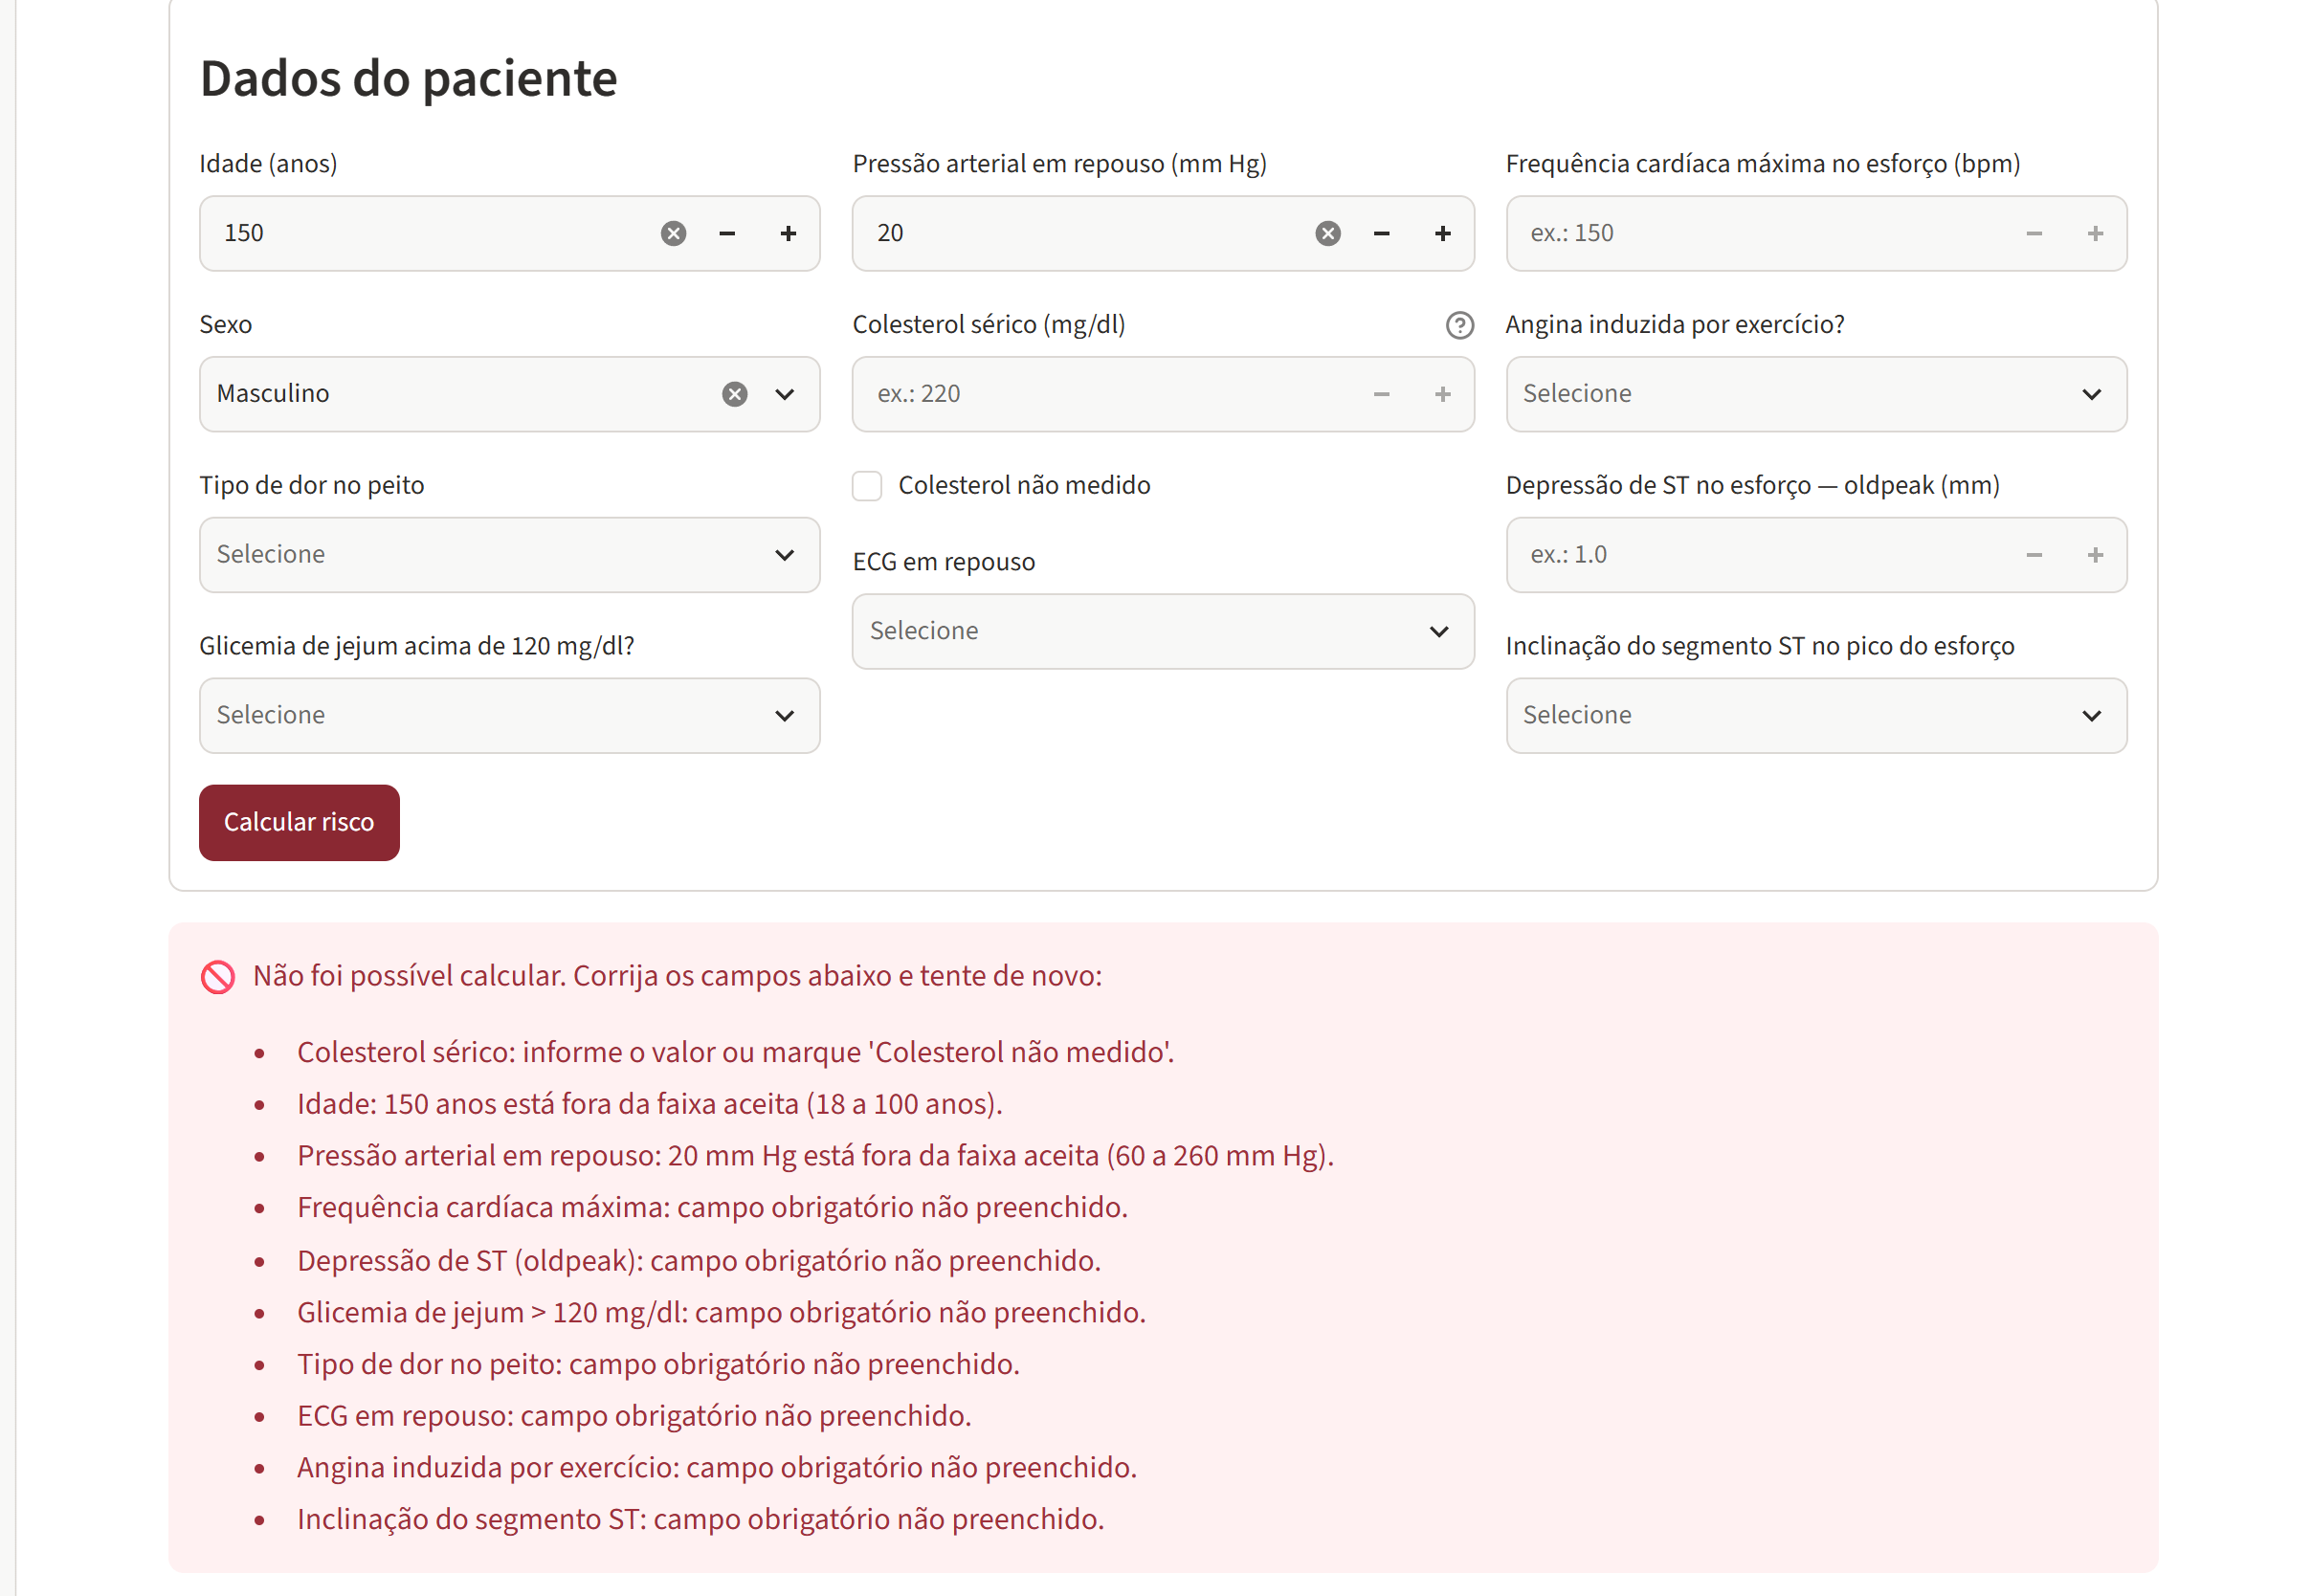 Dados do paciente
Idade (anos)
150
Sexo
Masculino
Tipo de dor no peito
Selecione
Glicemia de jejum acima de 120 mg/dl?
Selecione
Pressão arterial em repouso (mm Hg)
20
Colesterol sérico (mg/dl)
ex.: 220
Colesterol não medido
ECG em repouso
Selecione
Frequência cardíaca máxima no esforço (bpm)
ex.: 150
Angina induzida por exercício?
Selecione
Depressão de ST no esforço — oldpeak (mm)
ex.: 1.0
Inclinação do segmento ST no pico do esforço
Selecione
Calcular risco
Não foi possível calcular. Corrija os campos abaixo e tente de novo:
• Colesterol sérico: informe o valor ou marque 'Colesterol não medido'.
• Idade: 150 anos está fora da faixa aceita (18 a 100 anos).
• Pressão arterial em repouso: 20 mm Hg está fora da faixa aceita (60 a 260 mm Hg).
• Frequência cardíaca máxima: campo obrigatório não preenchido.
• Depressão de ST (oldpeak): campo obrigatório não preenchido.
• Glicemia de jejum > 120 mg/dl: campo obrigatório não preenchido.
• Tipo de dor no peito: campo obrigatório não preenchido.
• ECG em repouso: campo obrigatório não preenchido.
• Angina induzida por exercício: campo obrigatório não preenchido.
• Inclinação do segmento ST: campo obrigatório não preenchido.